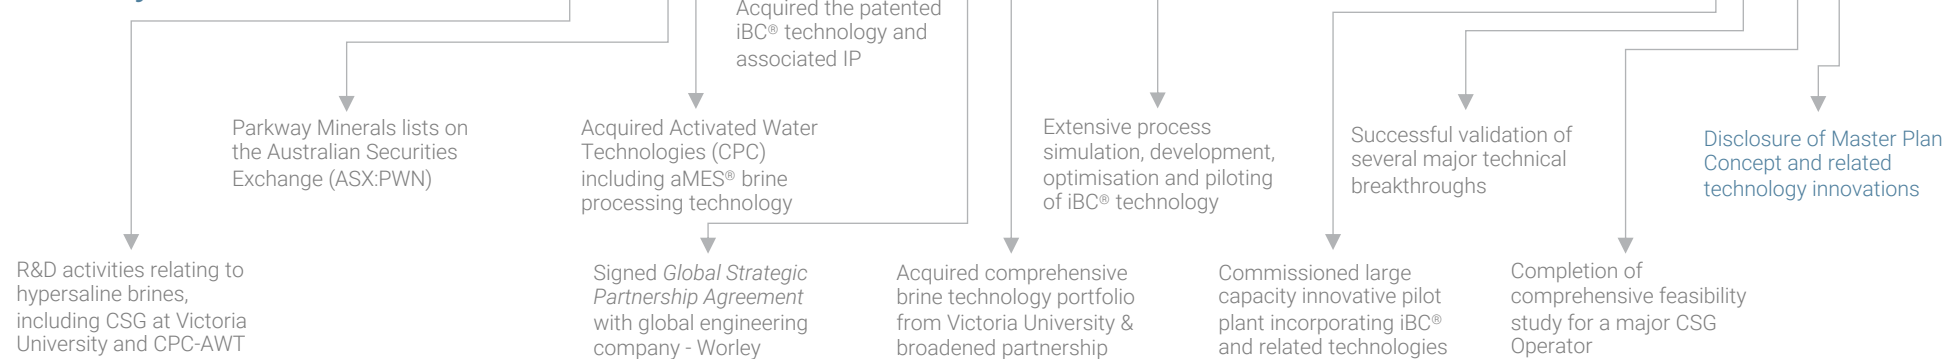 Acquired the patented
iBC® technology and
associated IP
Parkway Minerals lists on
the Australian Securities
Exchange (ASX:PWN)
Acquired Activated Water
Technologies (CPC)
including aMES® brine
processing technology
Extensive process
simulation, development,
optimisation and piloting
of iBC® technology
Successful validation of
several major technical
breakthroughs
Disclosure of Master Plan
Concept and related
technology innovations
R&D activities relating to
hypersaline brines,
including CSG at Victoria
University and CPC-AWT
Signed Global Strategic
Partnership Agreement
with global engineering
company - Worley
Acquired comprehensive
brine technology portfolio
from Victoria University &
broadened partnership
Commissioned large
capacity innovative pilot
plant incorporating iBC®
and related technologies
Completion of
comprehensive feasibility
study for a major CSG
Operator